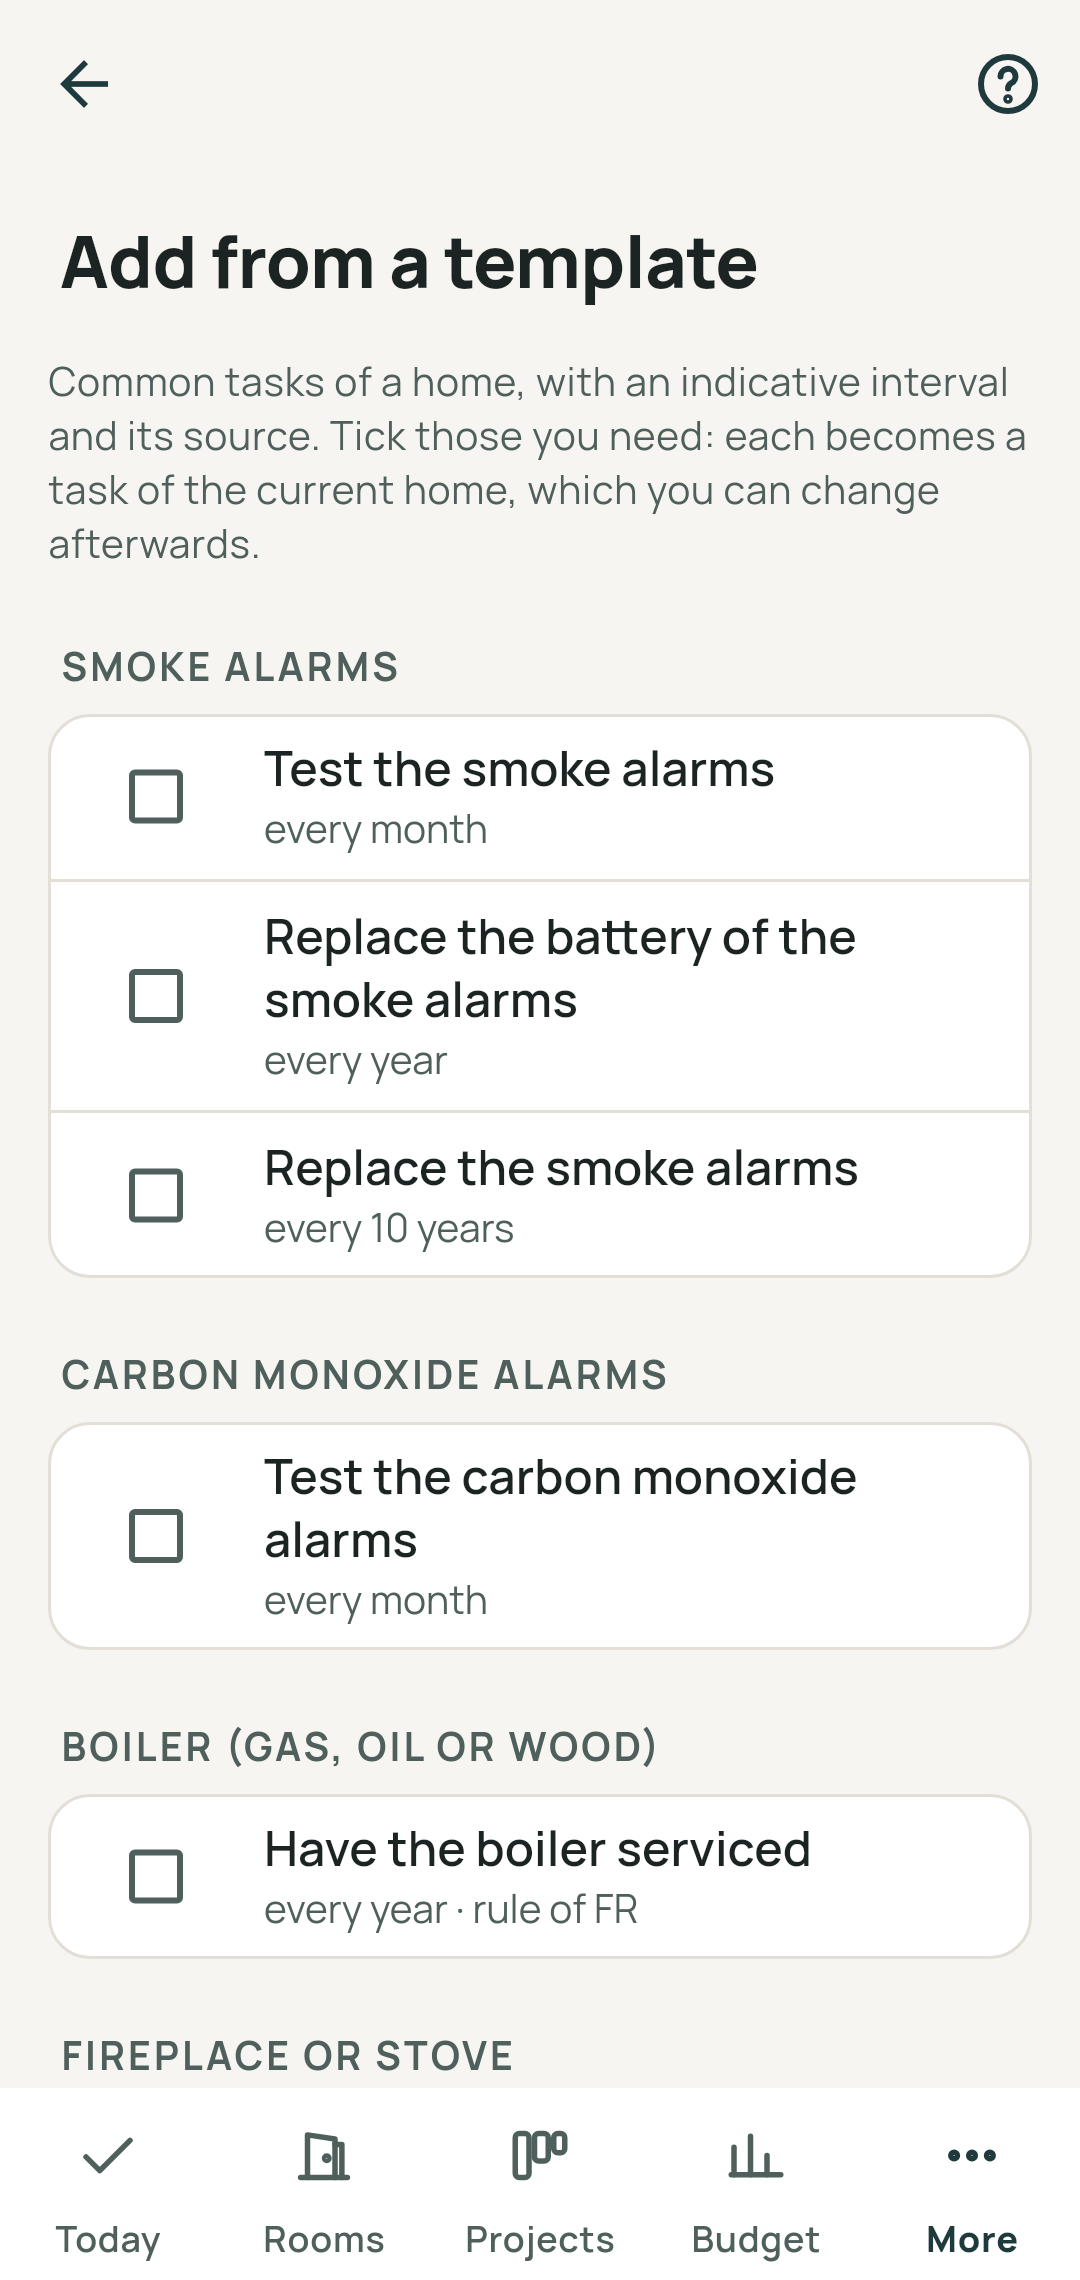 Add from a template
Common tasks of a home, with an indicative interval
and its source. Tick those you need: each becomes a
task of the current home, which you can change
afterwards.
SMOKE ALARMS
Test the smoke alarms
every month
Replace the battery of the
smoke alarms
every year
Replace the smoke alarms
every 10 years
CARBON MONOXIDE ALARMS
Test the carbon monoxide
alarms
every month
BOILER (GAS, OIL OR WOOD)
Have the boiler serviced
every year · rule of FR
FIREPLACE OR STOVE
Today
Rooms
Projects
Budget
More